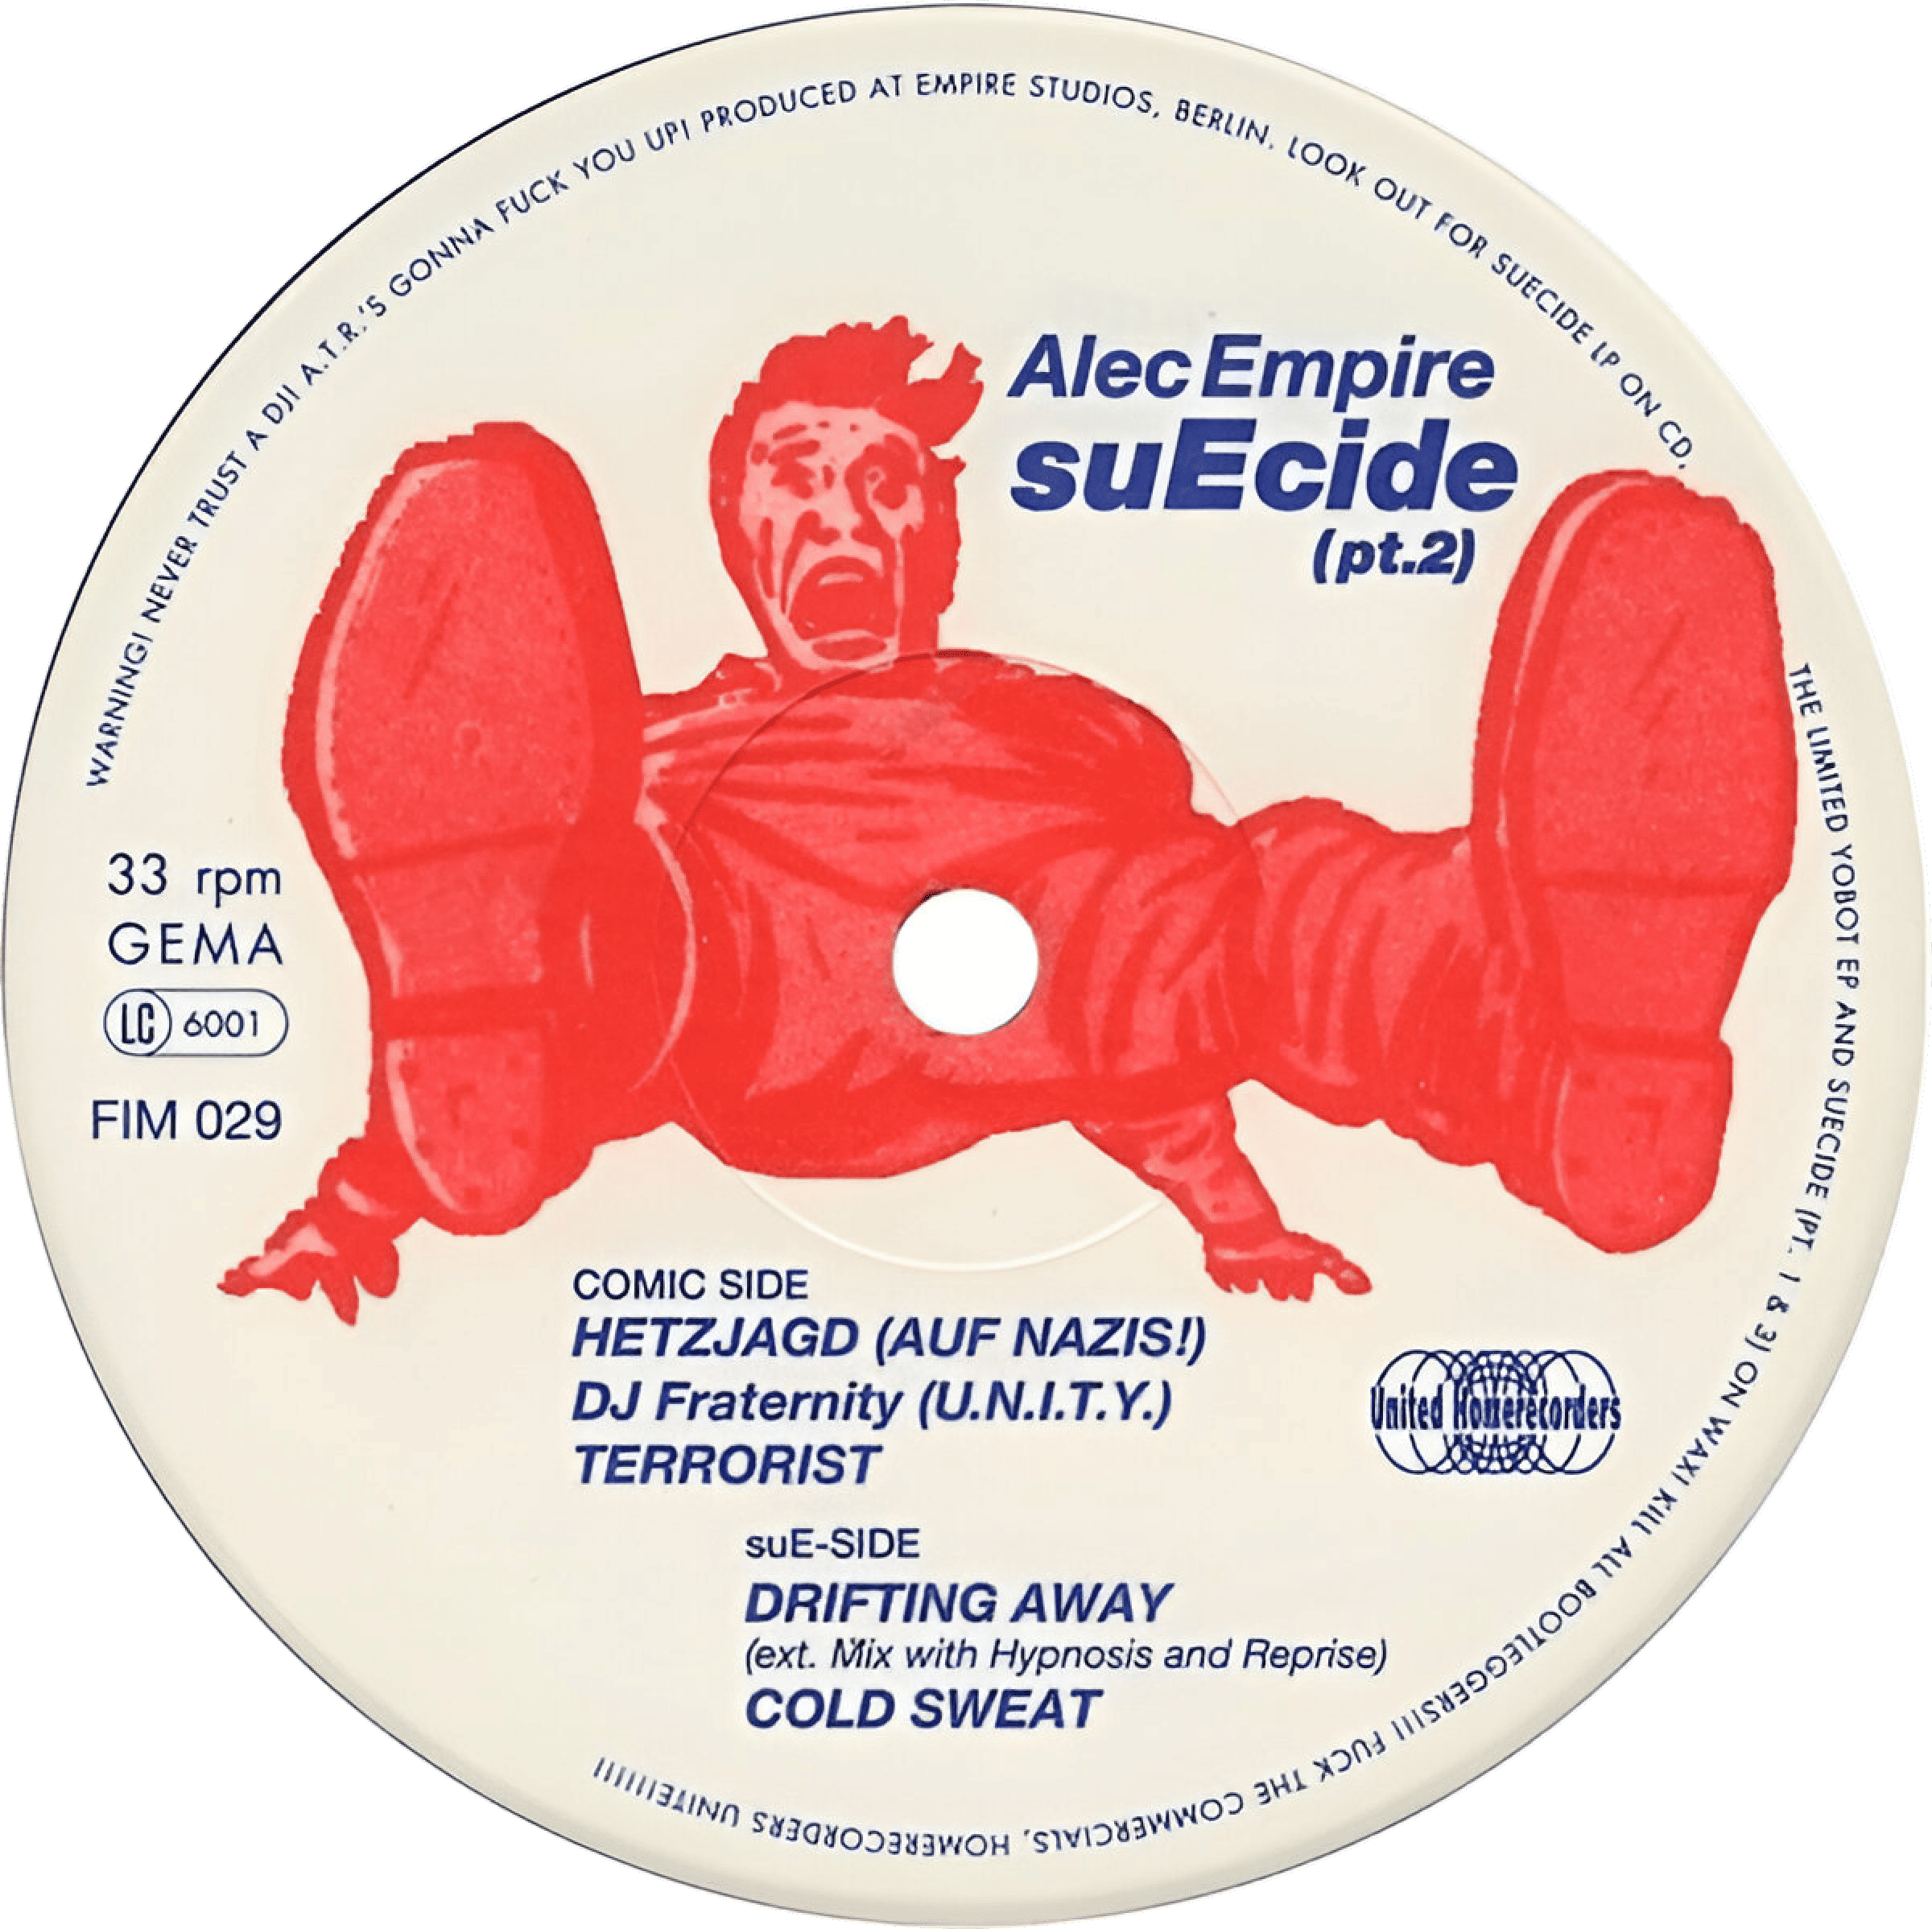 WARNING! NEVER TRUST A DJ! A.T.R.'S GONNA FUCK YOU UP! PRODUCED AT EMPIRE STUDIOS, BERLIN. LOOK OUT FOR SUECIDE LP ON CD,
THE LIMITED YOBOT EP AND SUECIDE (PT. 1 & 3) ON WAX! KILL ALL BOOTLEGGERS!!! FUCK THE COMMERCIALS, HOMERECORDERS UNITE!!!!!!!
Alec Empire
suEcide
(pt.2)
33 rpm
GEMA
LC 6001
FIM 029
COMIC SIDE
HETZJAGD (AUF NAZIS!)
DJ Fraternity (U.N.I.T.Y.)
TERRORIST
United Homerecorders
suE-SIDE
DRIFTING AWAY
(ext. Mix with Hypnosis and Reprise)
COLD SWEAT